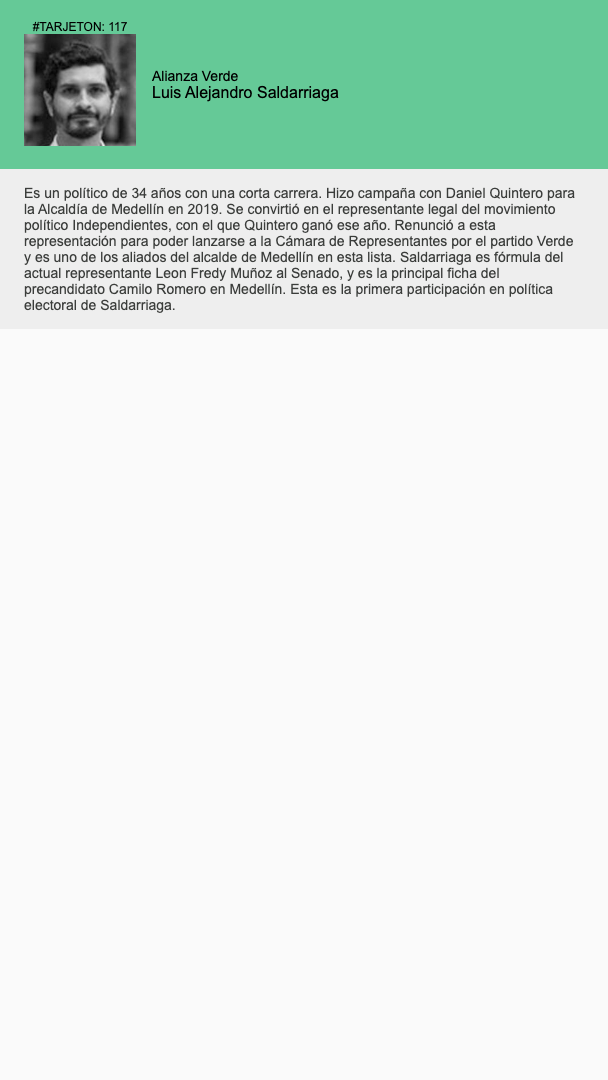 #TARJETON: 117
Alianza Verde
Luis Alejandro Saldarriaga
Es un político de 34 años con una corta carrera. Hizo campaña con Daniel Quintero para
la Alcaldía de Medellín en 2019. Se convirtió en el representante legal del movimiento
político Independientes, con el que Quintero ganó ese año. Renunció a esta
representación para poder lanzarse a la Cámara de Representantes por el partido Verde
y es uno de los aliados del alcalde de Medellín en esta lista. Saldarriaga es fórmula del
actual representante Leon Fredy Muñoz al Senado, y es la principal ficha del
precandidato Camilo Romero en Medellín. Esta es la primera participación en política
electoral de Saldarriaga.